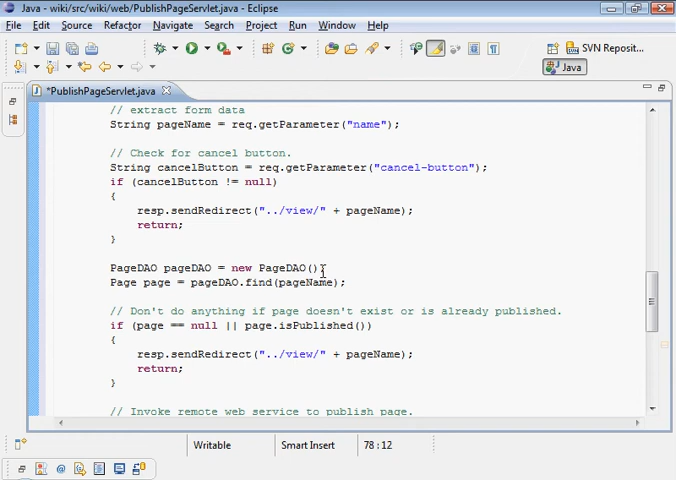 Java - wiki/src/wiki/web/PublishPageServlet.java - Eclipse
File Edit Source Refactor Navigate Search Project Run Window Help
SVN Reposit...
Java
*PublishPageServlet.java
// extract form data
String pageName = req.getParameter("name");
// Check for cancel button.
String cancelButton = req.getParameter("cancel-button");
if (cancelButton != null)
{
resp.sendRedirect("../view/" + pageName);
return;
}
PageDAO pageDAO = new PageDAO();
Page page = pageDAO.find(pageName);
// Don't do anything if page doesn't exist or is already published.
if (page == null || page.isPublished())
{
resp.sendRedirect("../view/" + pageName);
return;
}
// Invoke remote web service to publish page.
Writable Smart Insert 78 : 12